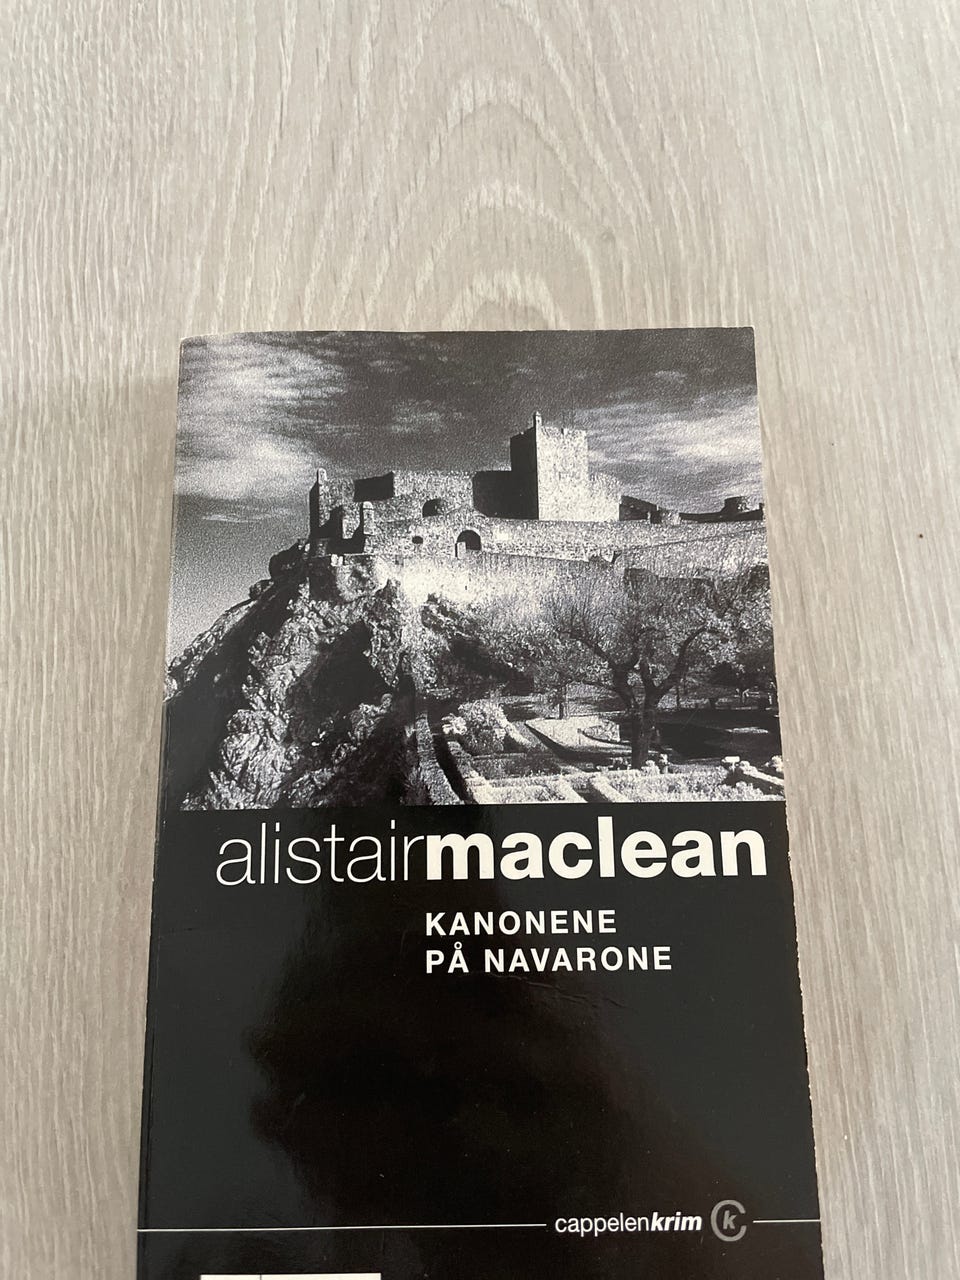 alistairmaclean
KANONENE
PÅ NAVARONE
cappelenkrim k